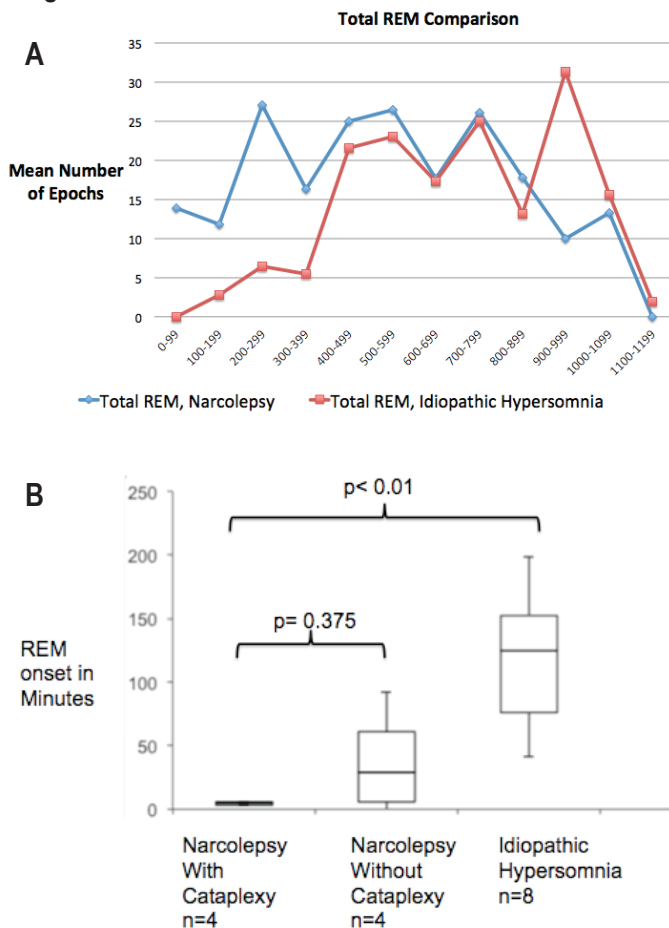 Total REM Comparison
A
35
30
25
20
15
10
5
0
Mean Number
of Epochs
0-99
100-199
200-299
300-399
400-499
500-599
600-699
700-799
800-899
900-999
1000-1099
1100-1199
Total REM, Narcolepsy
Total REM, Idiopathic Hypersomnia
B
p< 0.01
p= 0.375
250
200
150
100
50
0
REM
onset in
Minutes
Narcolepsy
With
Cataplexy
n=4
Narcolepsy
Without
Cataplexy
n=4
Idiopathic
Hypersomnia
n=8